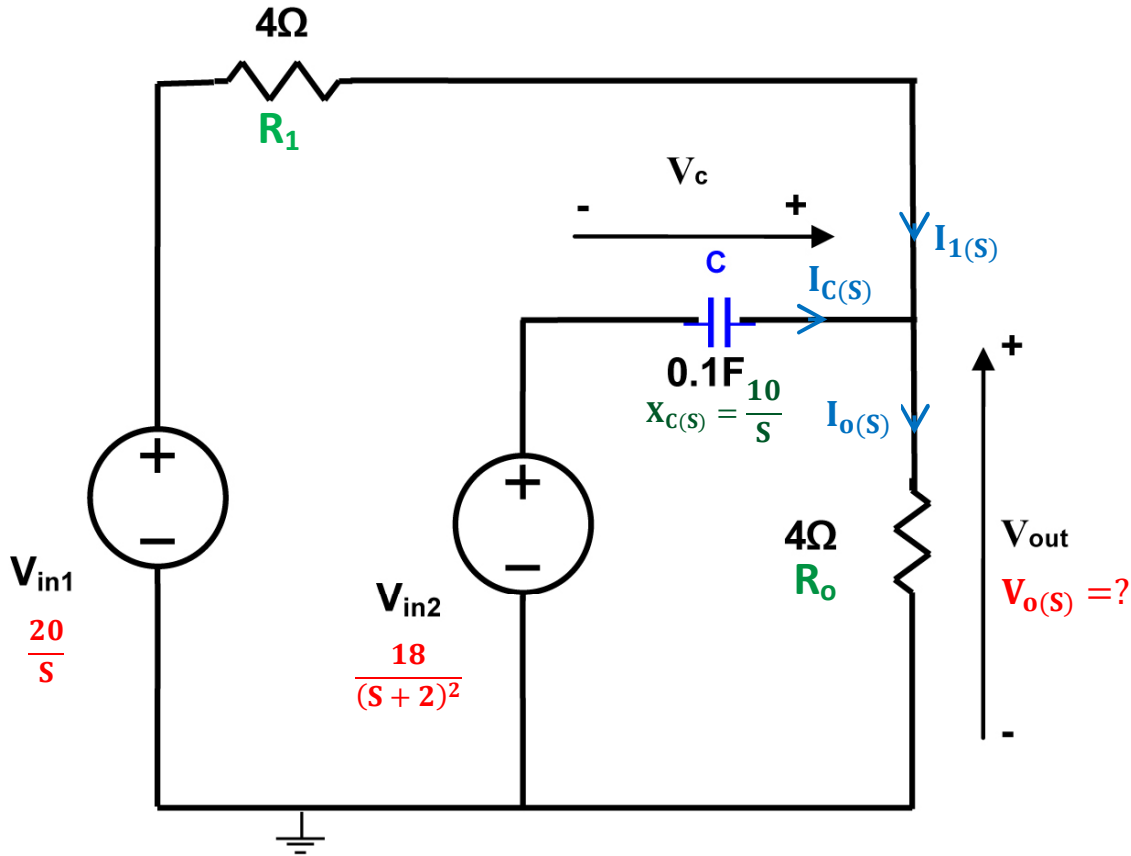 4Ω
R1
Vc
- +
C
IC(S)
I1(S)
0.1F
XC(S) = 10/S
Io(S)
+
+
−
Vin1
20/S
+
−
Vin2
18/(S + 2)²
4Ω
Ro
Vout
Vo(S) =?
-